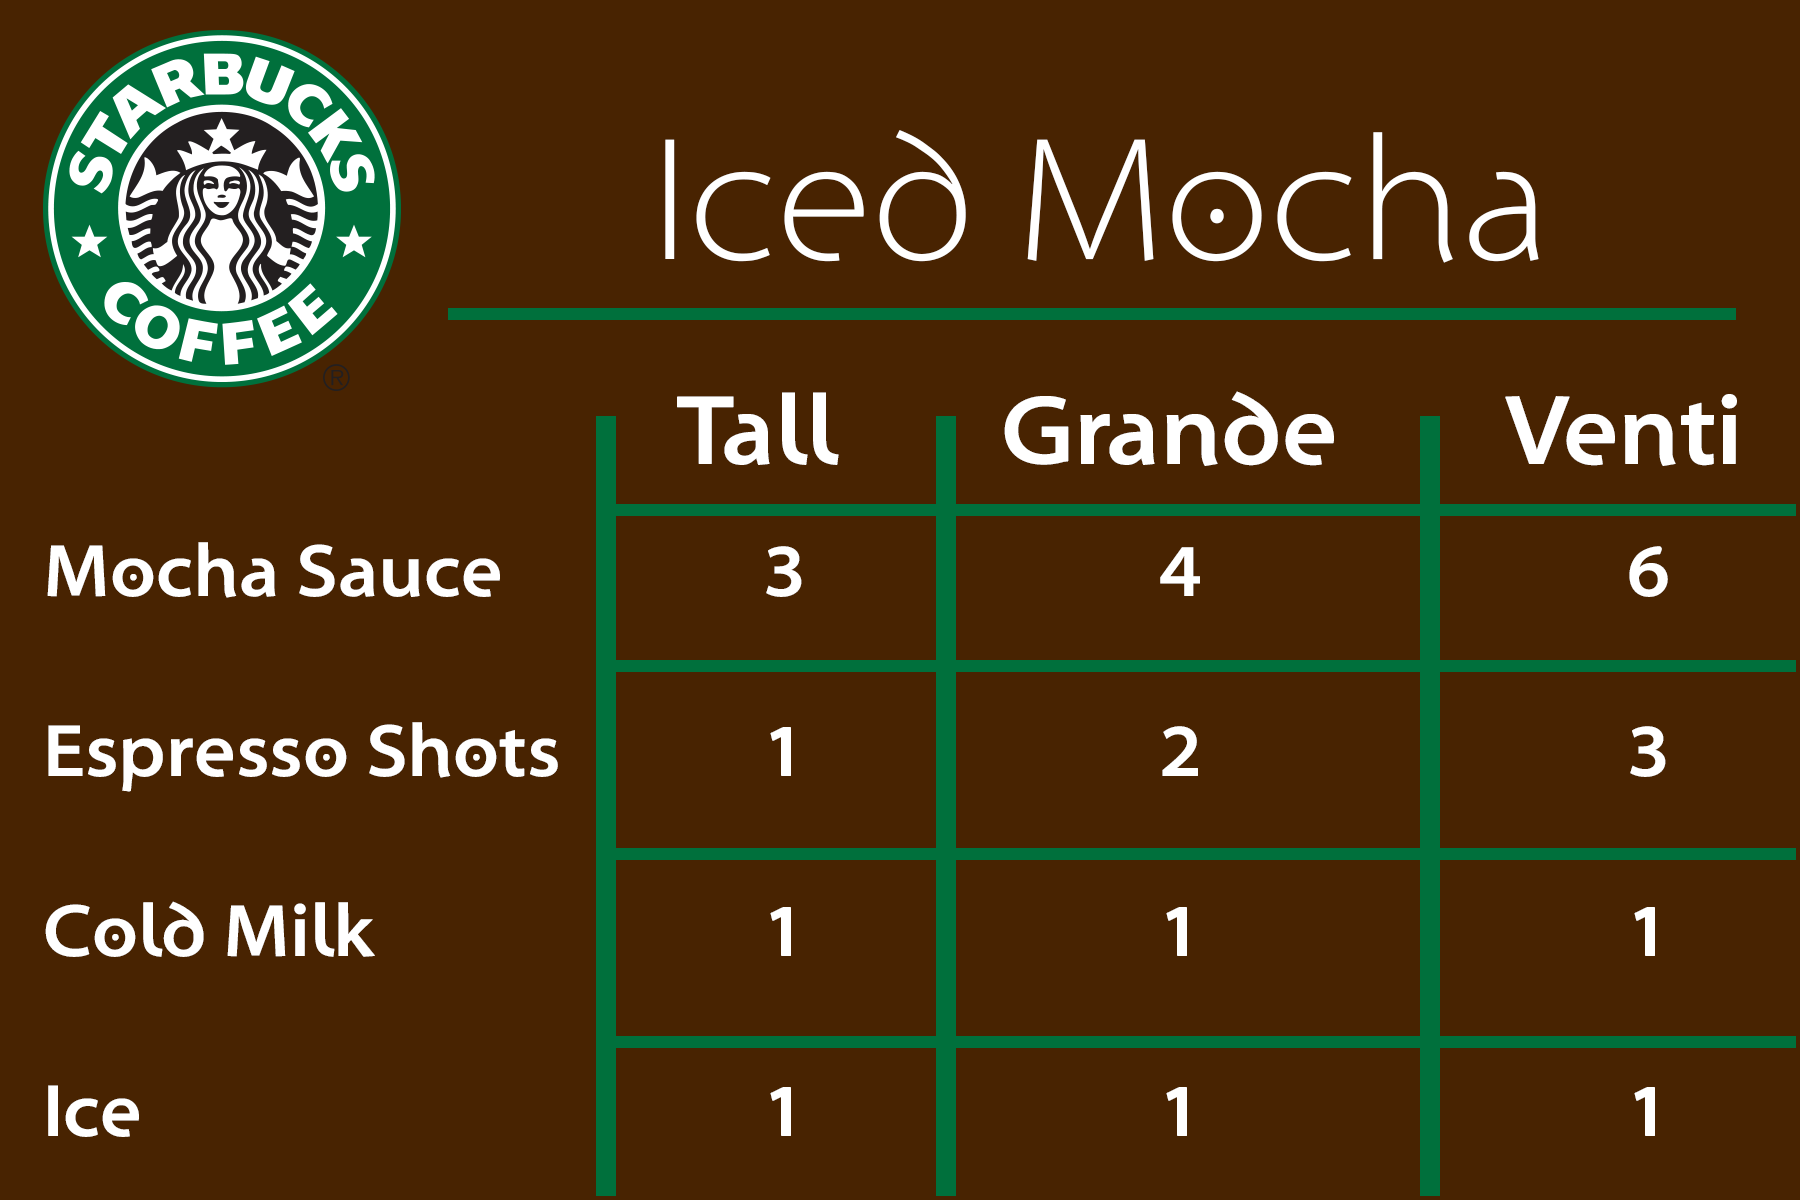 STARBUCKS
COFFEE
®
Iced Mocha
Tall Grande Venti
Mocha Sauce 3 4 6
Espresso Shots 1 2 3
Cold Milk 1 1 1
Ice 1 1 1